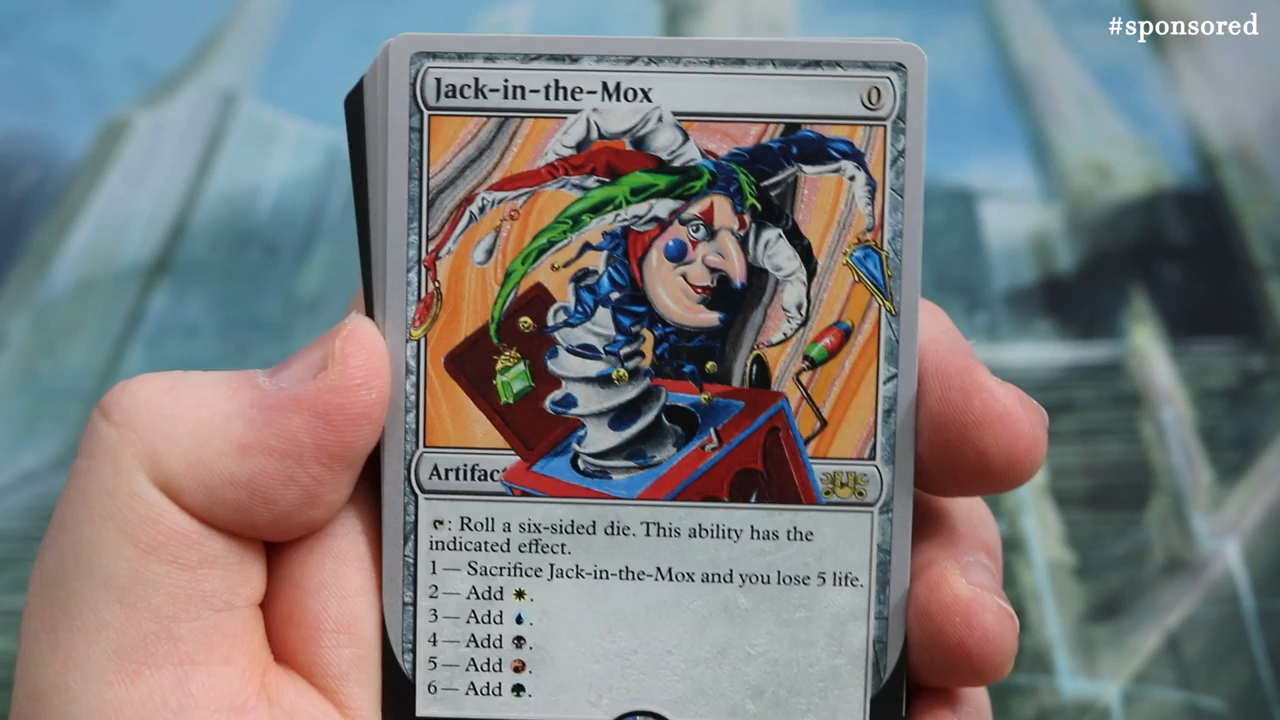 #sponsored
Jack-in-the-Mox 0
Artifac
: Roll a six-sided die. This ability has the
indicated effect.
1 — Sacrifice Jack-in-the-Mox and you lose 5 life.
2 — Add .
3 — Add .
4 — Add .
5 — Add .
6 — Add .